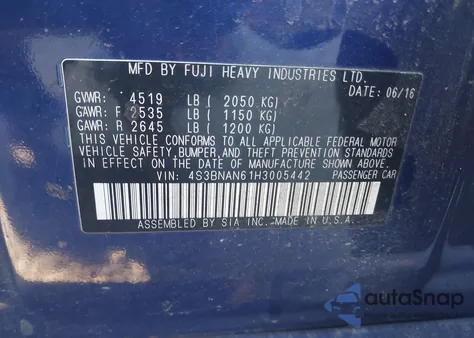 MFD BY FUJI HEAVY INDUSTRIES LTD.
DATE: 06/16
GVWR: 4519 LB ( 2050 KG)
GAWR: F 2535 LB ( 1150 KG)
GAWR: R 2645 LB ( 1200 KG)
THIS VEHICLE CONFORMS TO ALL APPLICABLE FEDERAL MOTOR
VEHICLE SAFETY, BUMPER, AND THEFT PREVENTION STANDARDS
IN EFFECT ON THE DATE OF MANUFACTURE SHOWN ABOVE.
VIN: 4S3BNAN61H3005442 PASSENGER CAR
ASSEMBLED BY SIA INC. MADE IN U.S.A.
autoSnap